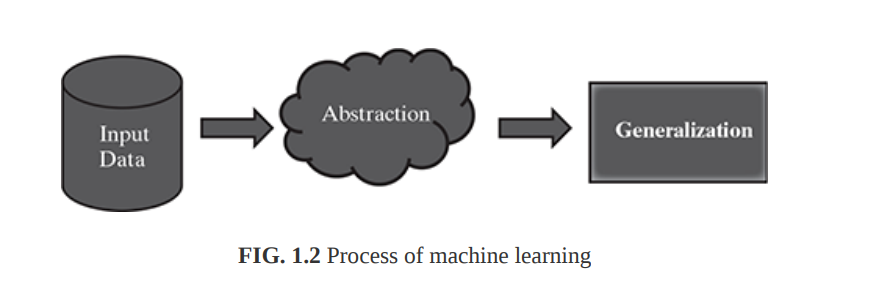 Input
Data
Abstraction
Generalization
FIG. 1.2 Process of machine learning